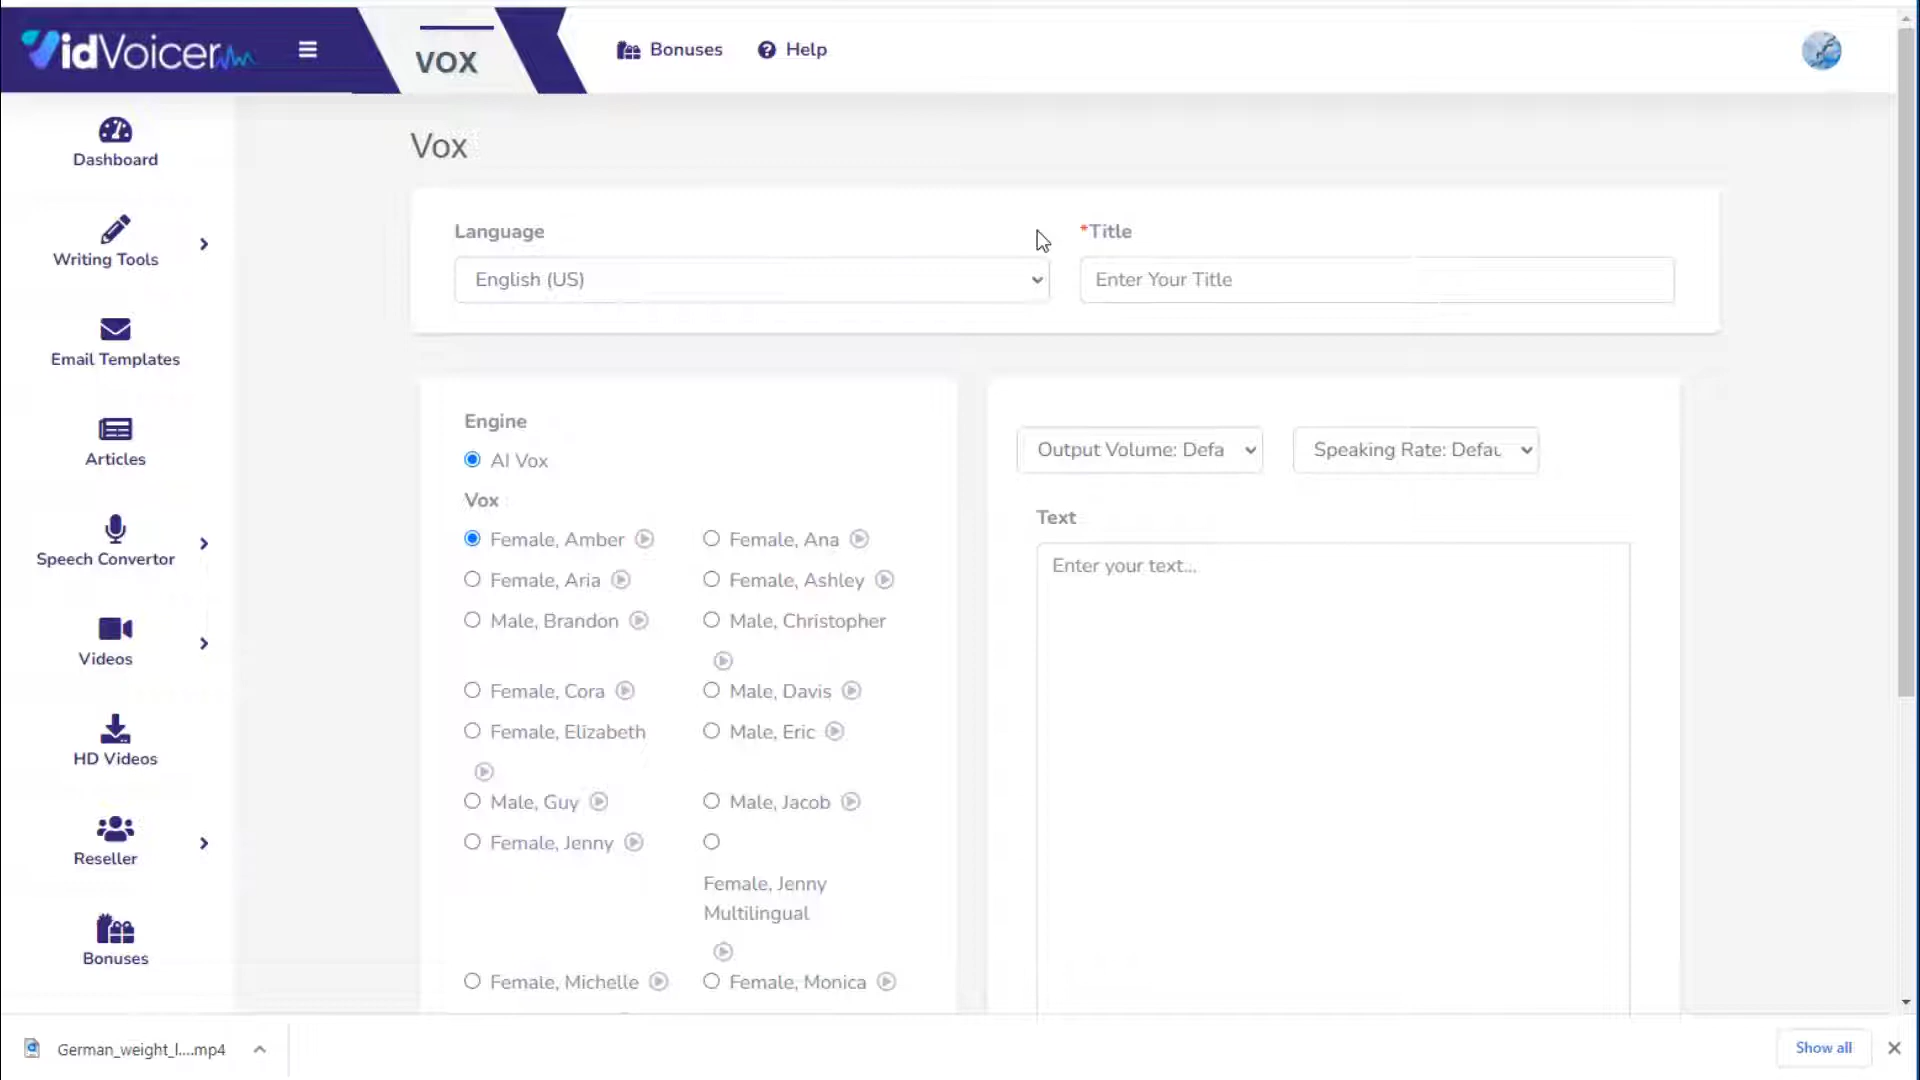 VidVoicer
VOX
Bonuses
Help
Dashboard
Writing Tools
Email Templates
Articles
Speech Convertor
Videos
HD Videos
Reseller
Bonuses
Vox
Language
*Title
English (US)
Enter Your Title
Engine
AI Vox
Vox
Female, Amber
Female, Ana
Female, Aria
Female, Ashley
Male, Brandon
Male, Christopher
Female, Cora
Male, Davis
Female, Elizabeth
Male, Eric
Male, Guy
Male, Jacob
Female, Jenny
Female, Jenny
Multilingual
Female, Michelle
Female, Monica
Output Volume: Defa
Speaking Rate: Defau
Text
Enter your text...
German_weight_l....mp4
Show all